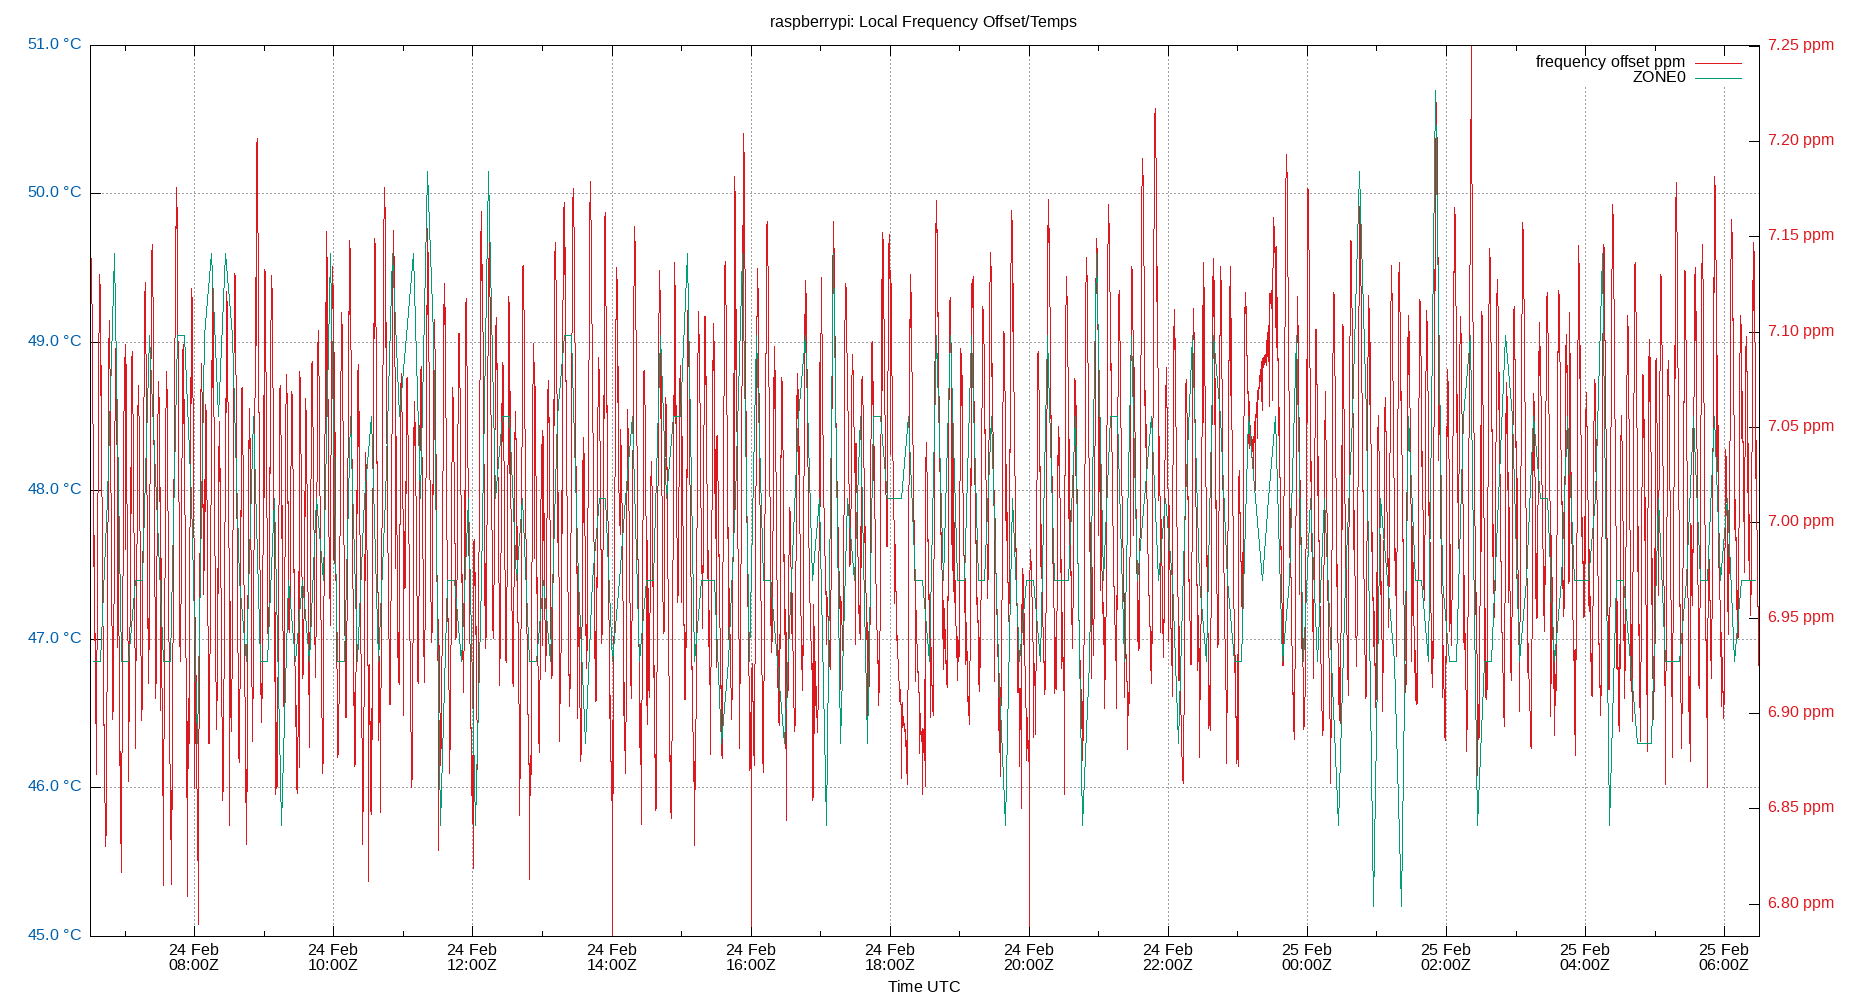 raspberrypi: Local Frequency Offset/Temps
51.0 °C
50.0 °C
49.0 °C
48.0 °C
47.0 °C
46.0 °C
45.0 °C
7.25 ppm
7.20 ppm
7.15 ppm
7.10 ppm
7.05 ppm
7.00 ppm
6.95 ppm
6.90 ppm
6.85 ppm
6.80 ppm
frequency offset ppm
ZONE0
24 Feb
08:00Z
24 Feb
10:00Z
24 Feb
12:00Z
24 Feb
14:00Z
24 Feb
16:00Z
24 Feb
18:00Z
24 Feb
20:00Z
24 Feb
22:00Z
25 Feb
00:00Z
25 Feb
02:00Z
25 Feb
04:00Z
25 Feb
06:00Z
Time UTC